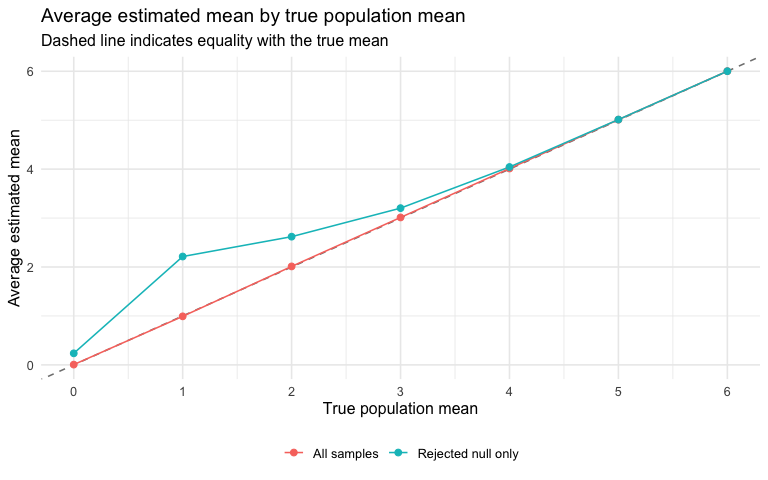 Average estimated mean by true population mean
Dashed line indicates equality with the true mean
Average estimated mean
6
4
2
0
0 1 2 3 4 5 6
True population mean
All samples Rejected null only